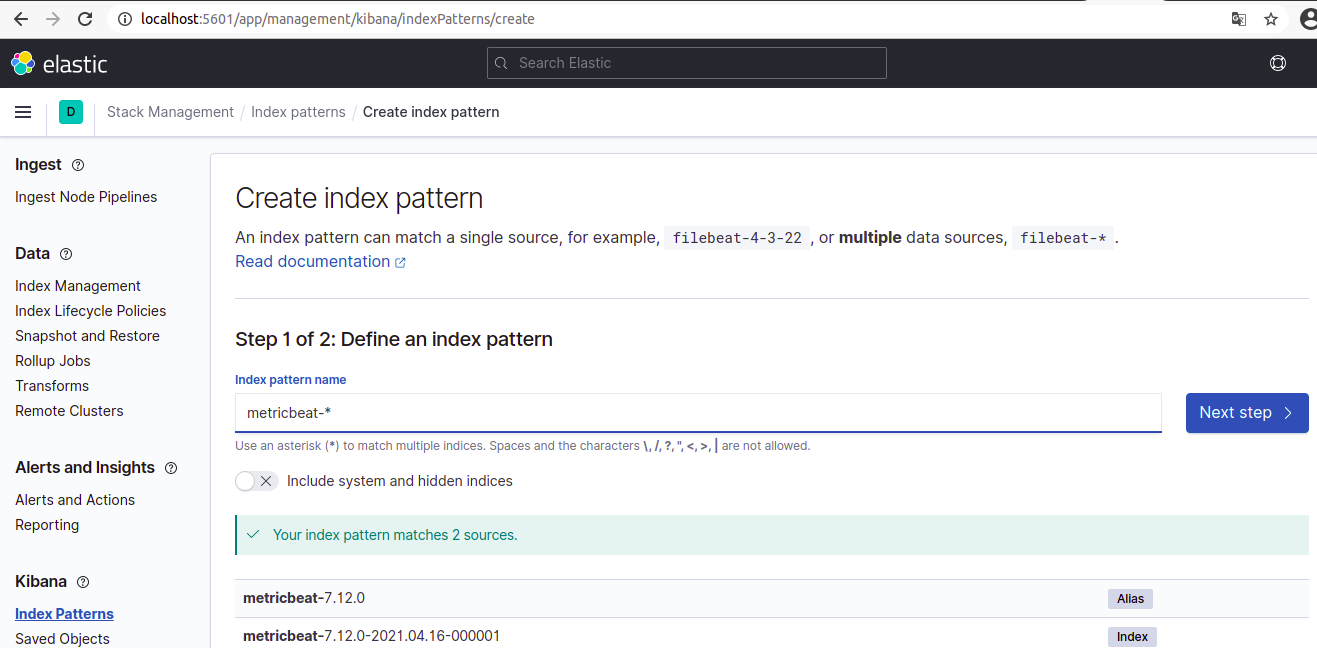 localhost:5601/app/management/kibana/indexPatterns/create
elastic
Search Elastic
D
Stack Management / Index patterns / Create index pattern
Ingest
Ingest Node Pipelines
Data
Index Management
Index Lifecycle Policies
Snapshot and Restore
Rollup Jobs
Transforms
Remote Clusters
Alerts and Insights
Alerts and Actions
Reporting
Kibana
Index Patterns
Saved Objects
Create index pattern
An index pattern can match a single source, for example, filebeat-4-3-22 , or multiple data sources, filebeat-* .
Read documentation
Step 1 of 2: Define an index pattern
Index pattern name
metricbeat-*
Next step
Use an asterisk (*) to match multiple indices. Spaces and the characters \, /, ?, ", <, >, | are not allowed.
Include system and hidden indices
Your index pattern matches 2 sources.
metricbeat-7.12.0 Alias
metricbeat-7.12.0-2021.04.16-000001 Index